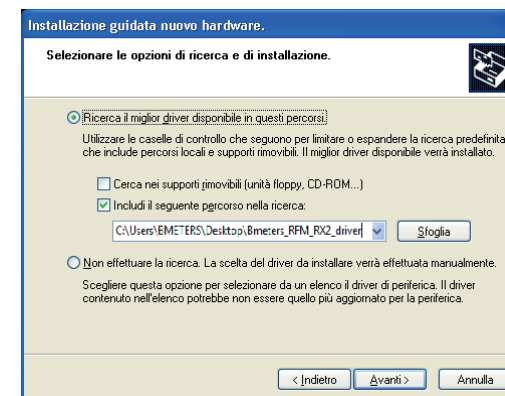 Installazione guidata nuovo hardware.
Selezionare le opzioni di ricerca e di installazione.
Ricerca il miglior driver disponibile in questi percorsi.
Utilizzare le caselle di controllo che seguono per limitare o espandere la ricerca predefinita
che include percorsi locali e supporti rimovibili. Il miglior driver disponibile verrà installato.
Cerca nei supporti rimovibili (unità floppy, CD-ROM...)
Includi il seguente percorso nella ricerca:
C:\Users\BMETERS\Desktop\Bmeters_RFM_RX2_driver
Sfoglia
Non effettuare la ricerca. La scelta del driver da installare verrà effettuata manualmente.
Scegliere questa opzione per selezionare da un elenco il driver di periferica. Il driver
contenuto nell'elenco potrebbe non essere quello più aggiornato per la periferica.
< Indietro Avanti > Annulla